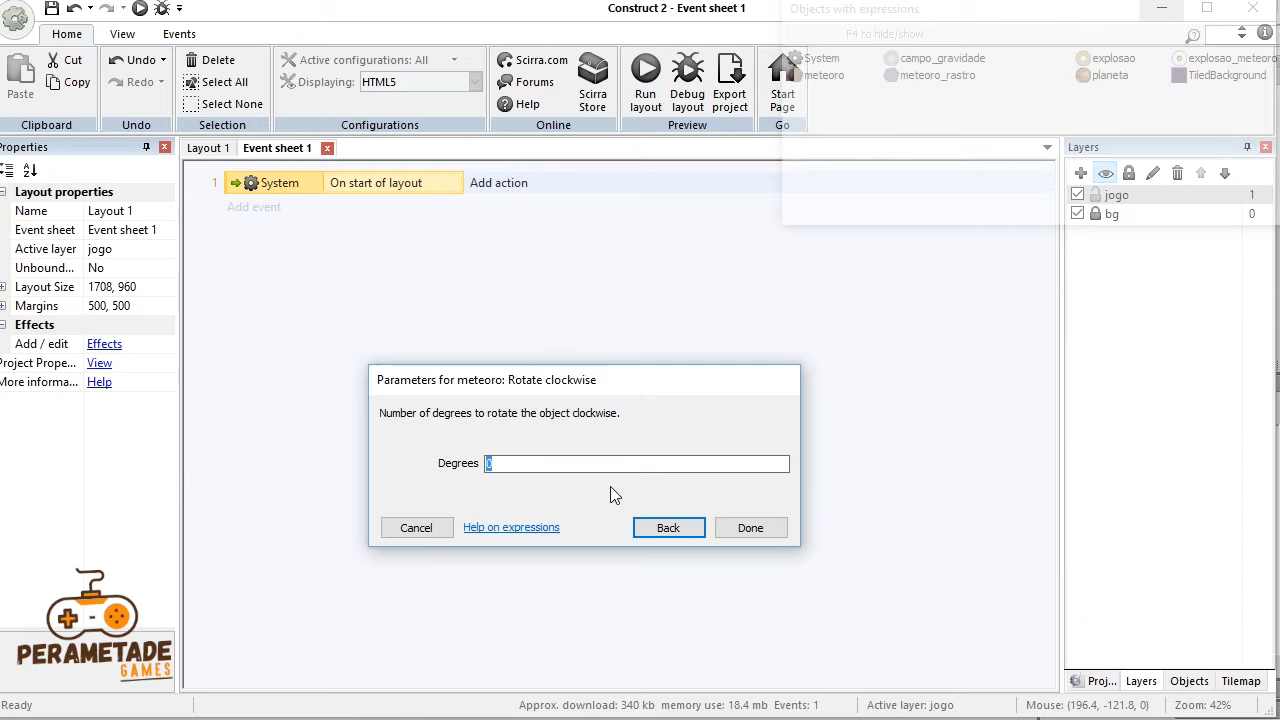 Construct 2 - Event sheet 1
Objects with expressions
F4 to hide/show
Home View Events
Paste
Cut
Copy
Clipboard
Undo
Redo
Undo
Delete
Select All
Select None
Selection
Active configurations: All
Displaying: HTML5
Configurations
Scirra.com
Forums
Help
Scirra Store
Online
Run layout
Debug layout
Export project
Preview
Start Page
Go
System campo_gravidade explosao explosao_meteoro
meteoro meteoro_rastro planeta TiledBackground
Properties
Layout properties
Name Layout 1
Event sheet Event sheet 1
Active layer jogo
Unbound... No
Layout Size 1708, 960
Margins 500, 500
Effects
Add / edit Effects
Project Prope... View
More informa... Help
PERAMETADE
GAMES
Layout 1 Event sheet 1
1 System On start of layout Add action
Add event
Parameters for meteoro: Rotate clockwise
Number of degrees to rotate the object clockwise.
Degrees 0
Cancel Help on expressions Back Done
Layers
jogo 1
bg 0
Proj... Layers Objects Tilemap
Ready Approx. download: 340 kb memory use: 18.4 mb Events: 1 Active layer: jogo Mouse: (196.4, -121.8, 0) Zoom: 42%